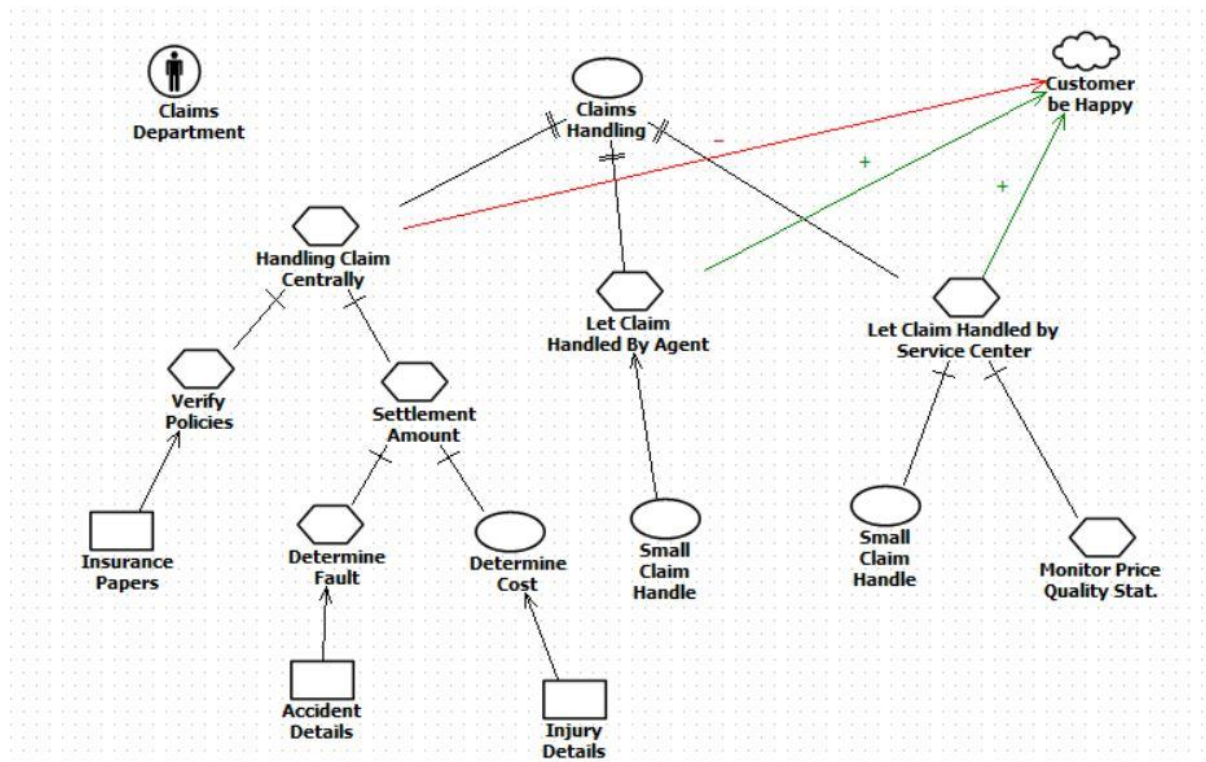 Claims
Department
Claims
Handling
Customer
be Happy
-
+
+
Handling Claim
Centrally
Let Claim
Handled By Agent
Let Claim Handled by
Service Center
Verify
Policies
Settlement
Amount
Insurance
Papers
Determine
Fault
Determine
Cost
Small
Claim
Handle
Small
Claim
Handle
Monitor Price
Quality Stat.
Accident
Details
Injury
Details